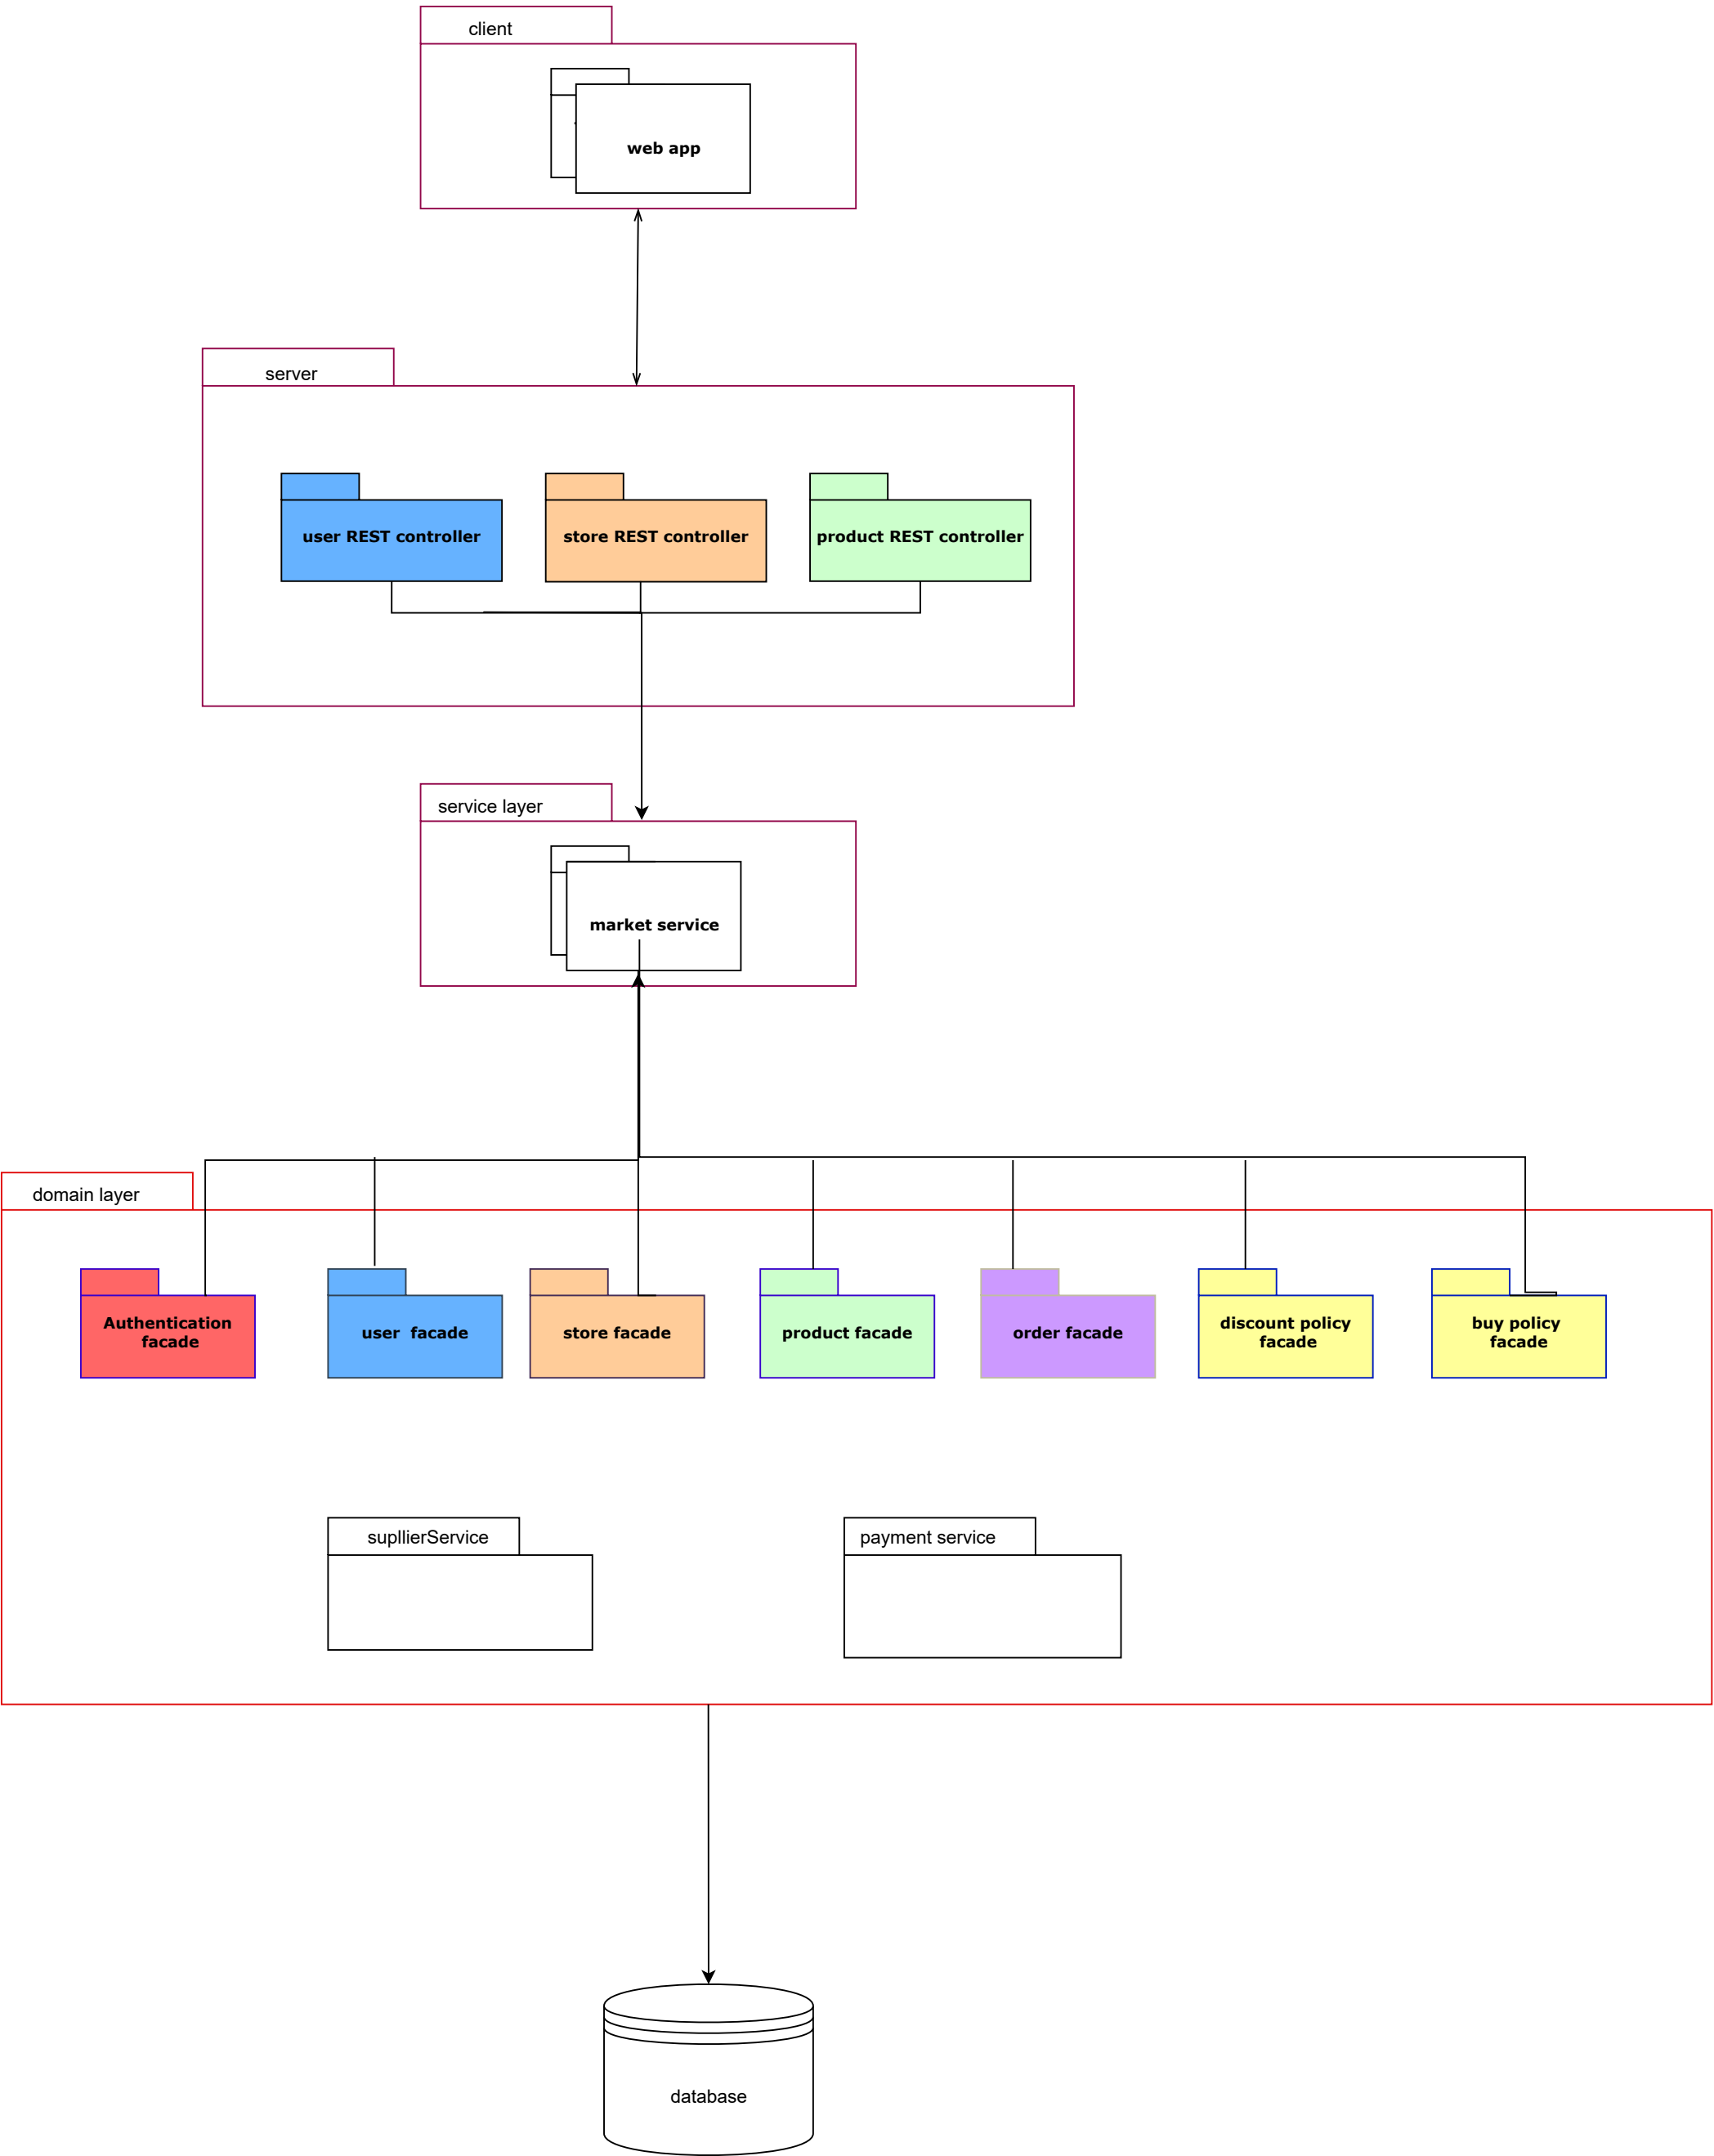 client
web app
server
user REST controller
store REST controller
product REST controller
service layer
market service
domain layer
Authentication
facade
user  facade
store facade
product facade
order facade
discount policy
facade
buy policy
facade
supllierService
payment service
database